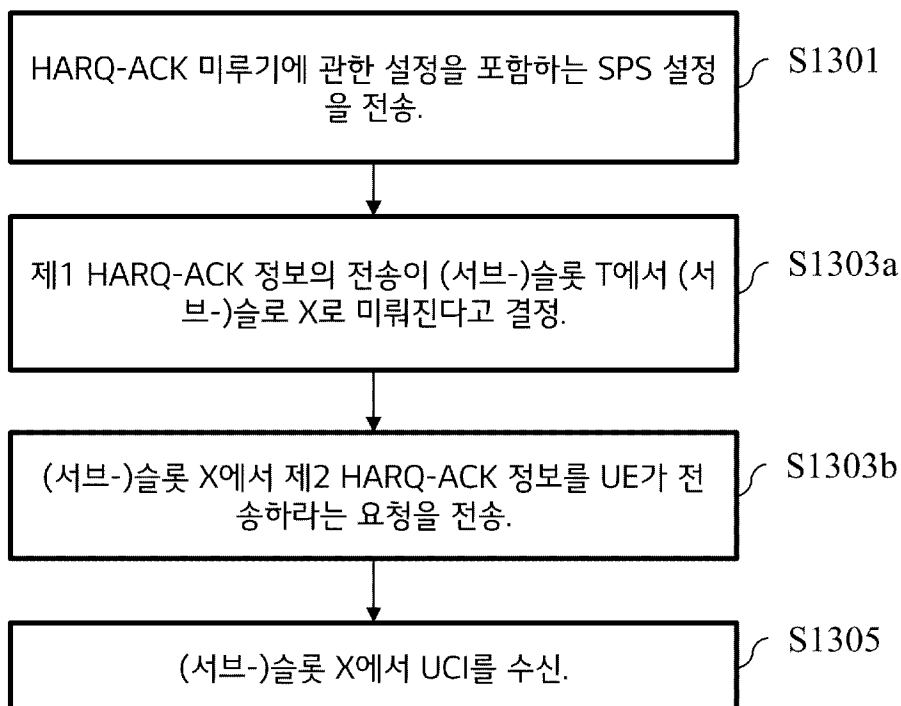 HARQ-ACK 미루기에 관한 설정을 포함하는 SPS 설정
을 전송.
S1301
제1 HARQ-ACK 정보의 전송이 (서브-)슬롯 T에서 (서
브-)슬로 X로 미뤄진다고 결정.
S1303a
(서브-)슬롯 X에서 제2 HARQ-ACK 정보를 UE가 전
송하라는 요청을 전송.
S1303b
(서브-)슬롯 X에서 UCI를 수신.
S1305